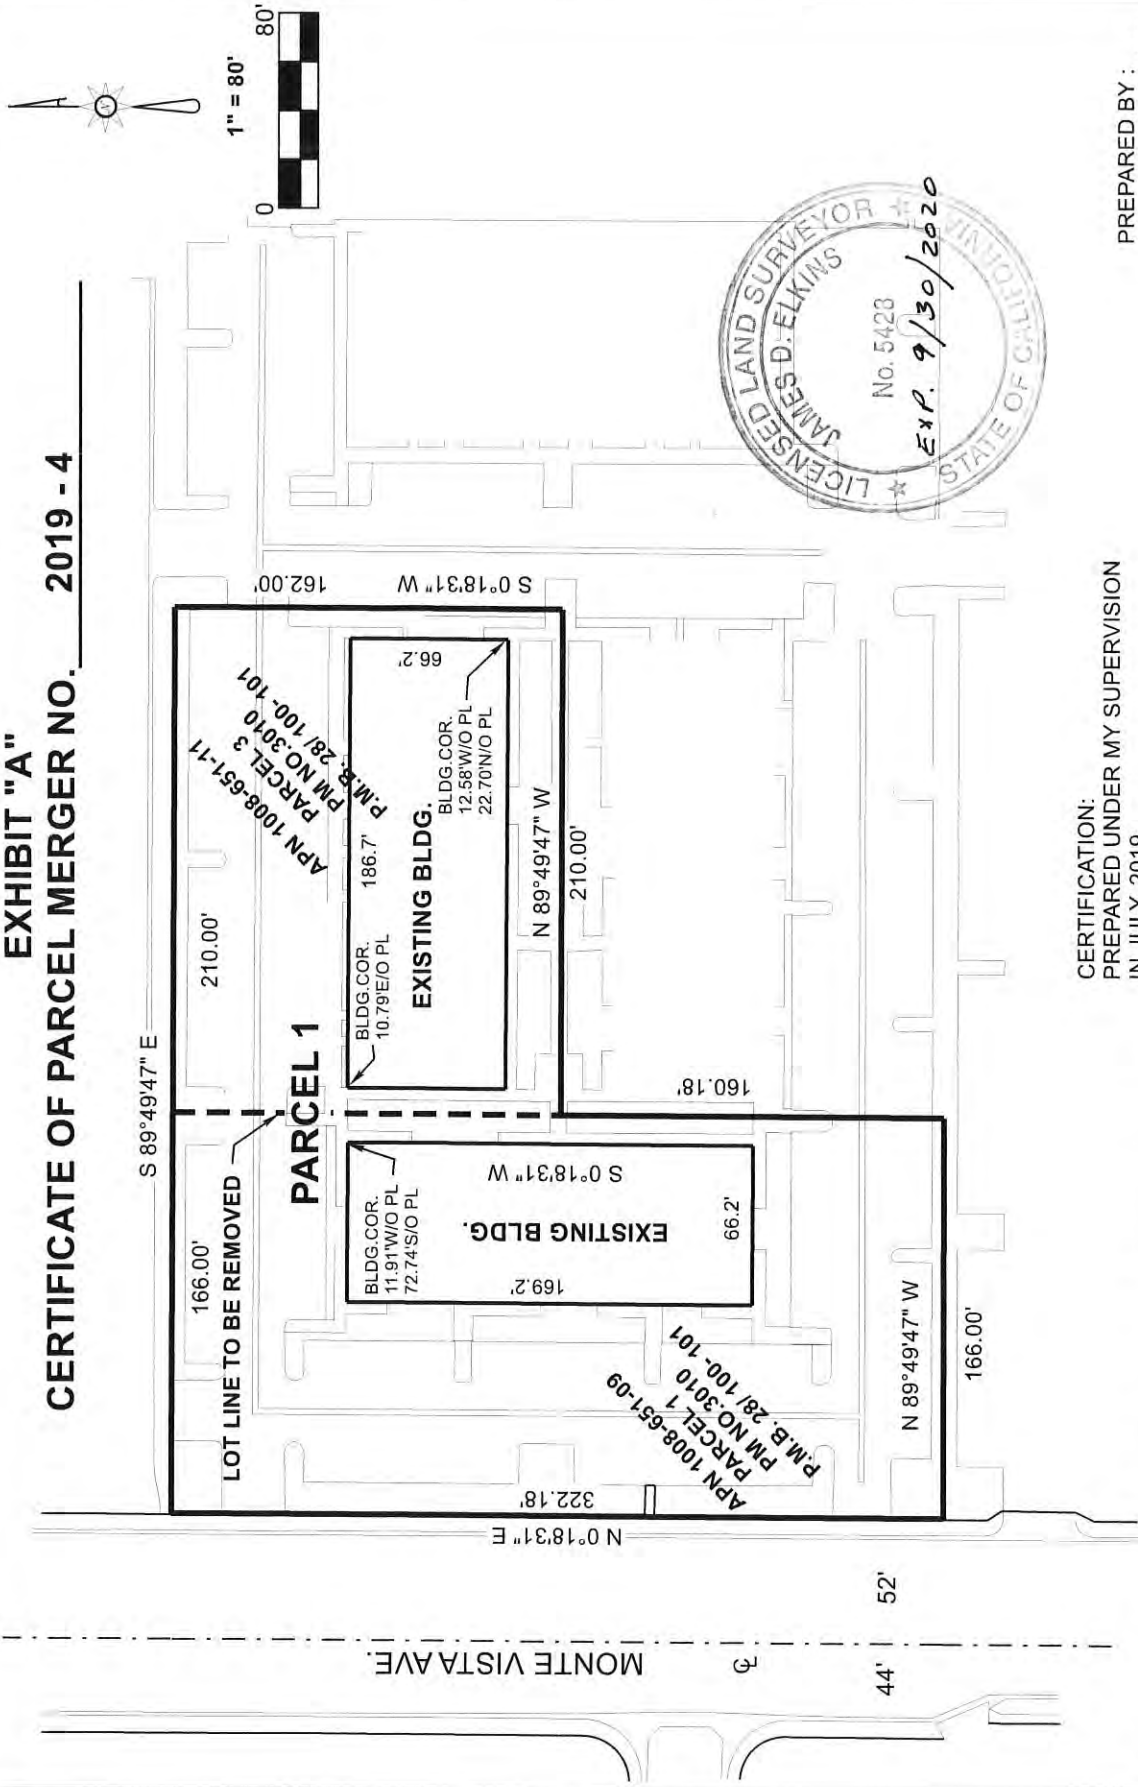 EXHIBIT "A"
CERTIFICATE OF PARCEL MERGER NO. 2019 - 4
1" = 80'
0 80'
S 89°49'47" E
166.00'
210.00'
LOT LINE TO BE REMOVED
PARCEL 1
APN 1008-651-11
PARCEL 3
PM NO.3010
P.M.B. 28/ 100- 101
162.00'
S 0°18'31" W
BLDG.COR.
10.79'E/O PL
186.7'
66.2'
EXISTING BLDG.
BLDG.COR.
12.58'W/O PL
22.70'N/O PL
N 89°49'47" W
210.00'
BLDG.COR.
11.91'W/O PL
72.74'S/O PL
S 0°18'31" W
EXISTING BLDG.
169.2'
66.2'
160.18'
APN 1008-651-09
PARCEL 1
PM NO.3010
P.M.B. 28/ 100- 101
322.18'
N 0°18'31" E
N 89°49'47" W
166.00'
MONTE VISTA AVE.
CL
44'
52'
LICENSED LAND SURVEYOR
JAMES D. ELKINS
No. 5423
EXP. 9/30/2020
STATE OF CALIFORNIA
CERTIFICATION:
PREPARED UNDER MY SUPERVISION
IN JULY 2019
PREPARED BY :